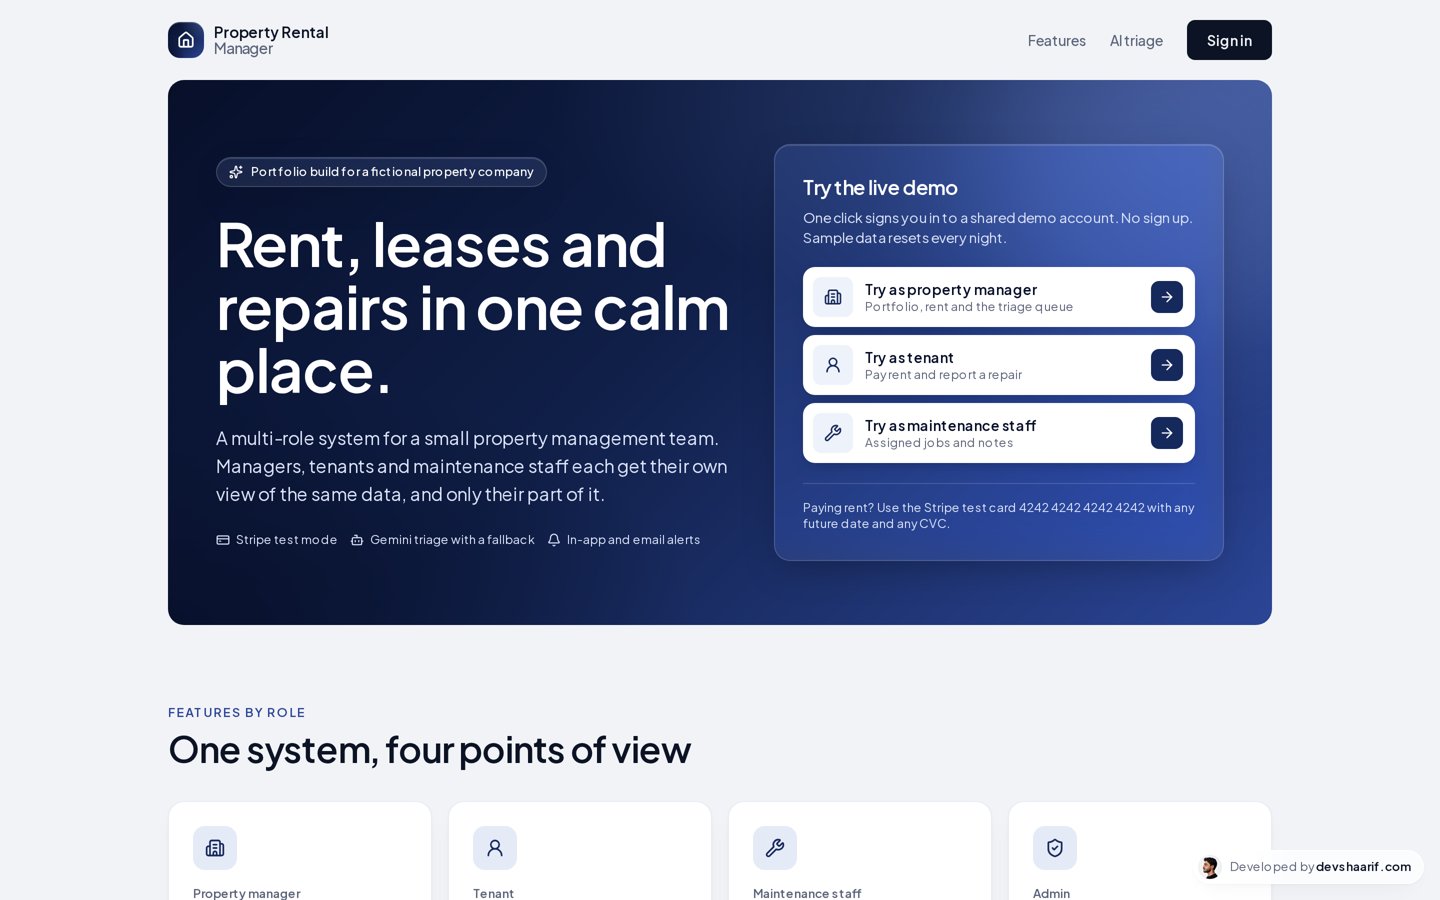 Property Rental
Manager
Features
AI triage
Sign in
Portfolio build for a fictional property company
Rent, leases and
repairs in one calm
place.
A multi-role system for a small property management team.
Managers, tenants and maintenance staff each get their own
view of the same data, and only their part of it.
Stripe test mode
Gemini triage with a fallback
In-app and email alerts
Try the live demo
One click signs you in to a shared demo account. No sign up.
Sample data resets every night.
Try as property manager
Portfolio, rent and the triage queue
Try as tenant
Pay rent and report a repair
Try as maintenance staff
Assigned jobs and notes
Paying rent? Use the Stripe test card 4242 4242 4242 4242 with any
future date and any CVC.
FEATURES BY ROLE
One system, four points of view
Property manager
Tenant
Maintenance staff
Admin
Developed by devshaarif.com